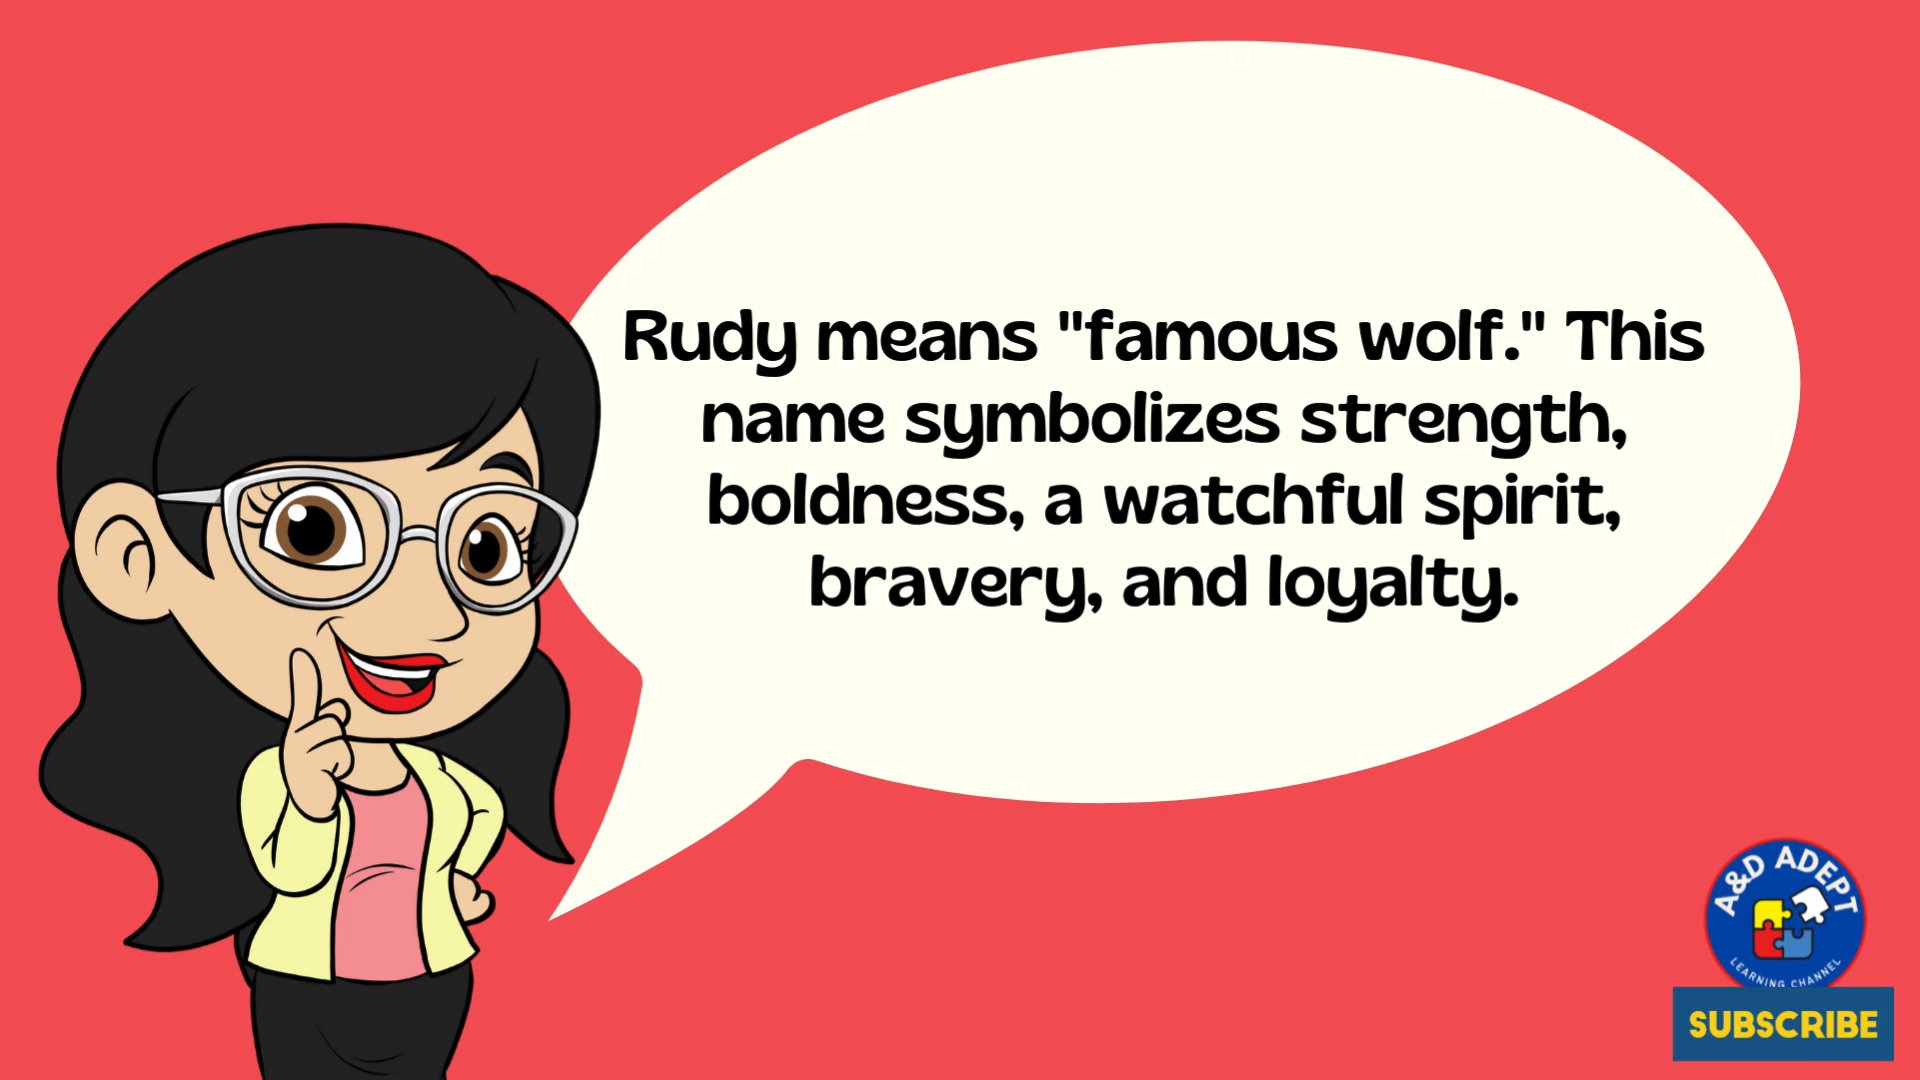 Rudy means "famous wolf." This
name symbolizes strength,
boldness, a watchful spirit,
bravery, and loyalty.
A&D ADEPT
LEARNING CHANNEL
SUBSCRIBE